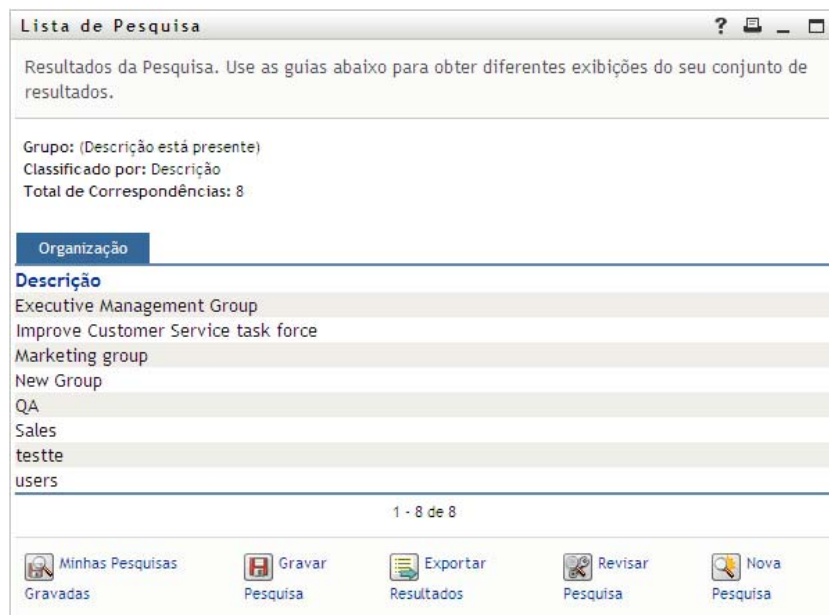 Lista de Pesquisa
Resultados da Pesquisa. Use as guias abaixo para obter diferentes exibições do seu conjunto de
resultados.
Grupo: (Descrição está presente)
Classificado por: Descrição
Total de Correspondências: 8
Organização
Descrição
Executive Management Group
Improve Customer Service task force
Marketing group
New Group
QA
Sales
testte
users
1 - 8 de 8
Minhas Pesquisas Gravadas
Gravar Pesquisa
Exportar Resultados
Revisar Pesquisa
Nova Pesquisa